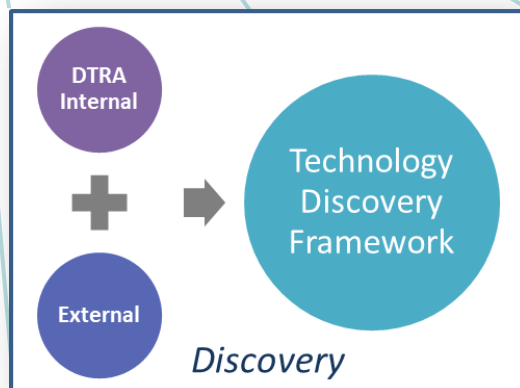 DTRA
Internal
External
Technology
Discovery
Framework
Discovery